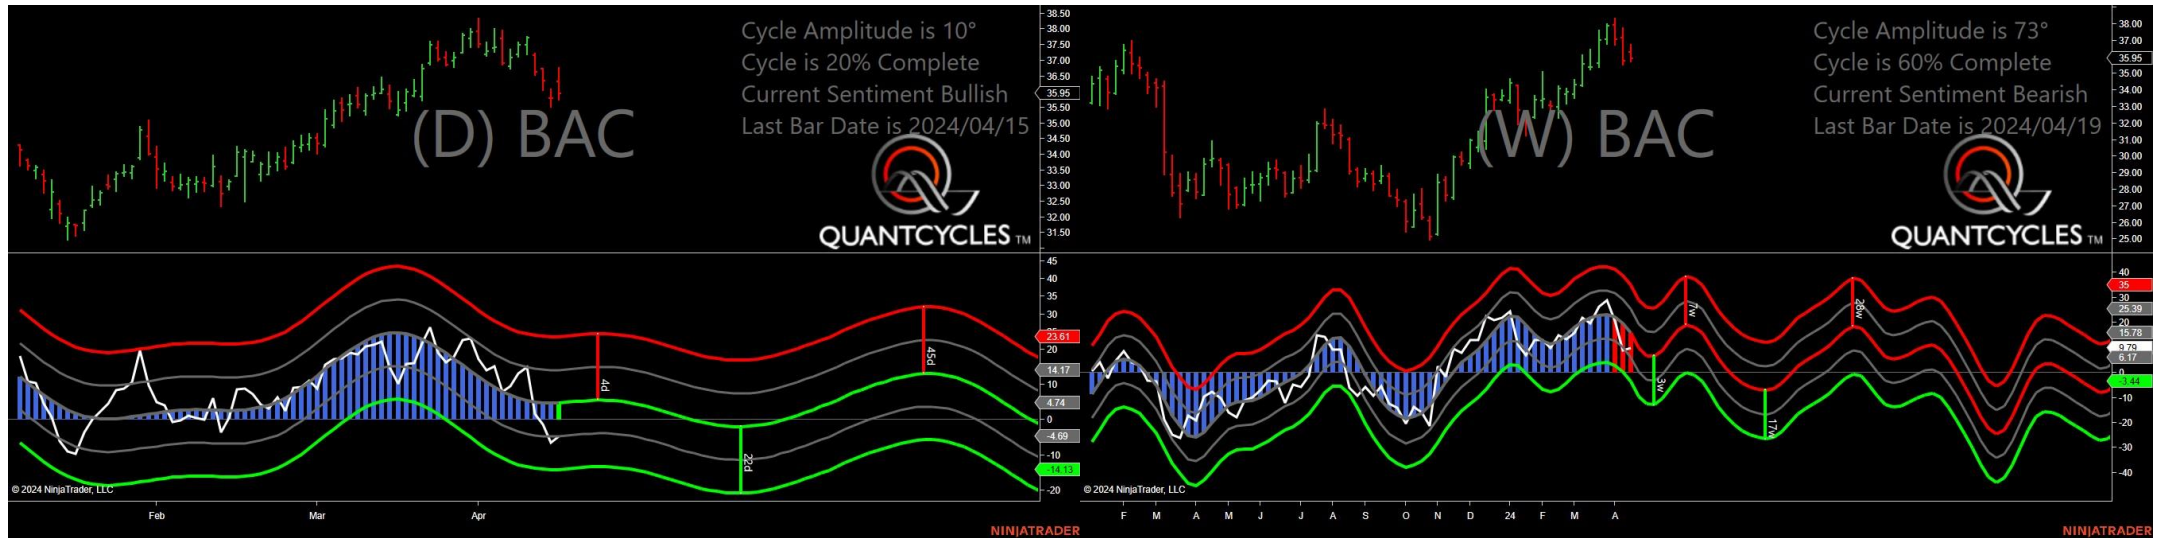 Cycle Amplitude is 10°
Cycle is 20% Complete
Current Sentiment Bullish
Last Bar Date is 2024/04/15
(D) BAC
QUANTCYCLES TM
38.50
38.00
37.50
37.00
36.50
35.95
35.50
35.00
34.50
34.00
33.50
33.00
32.50
32.00
31.50
45
40
35
30
23.61
20
14.17
10
4.74
0
-4.69
-10
-14.13
-20
4d
22d
45d
© 2024 NinjaTrader, LLC
Feb
Mar
Apr
NINJATRADER
Cycle Amplitude is 73°
Cycle is 60% Complete
Current Sentiment Bearish
Last Bar Date is 2024/04/19
(W) BAC
QUANTCYCLES TM
38.00
37.00
35.95
35.00
34.00
33.00
32.00
31.00
30.00
29.00
28.00
27.00
26.00
25.00
40
35
30
25.39
20
15.78
9.79
6.17
0
-3.44
-10
-20
-30
-40
3w
7w
17w
28w
© 2024 NinjaTrader, LLC
F M A M J J A S O N D 24 F M A
NINJATRADER